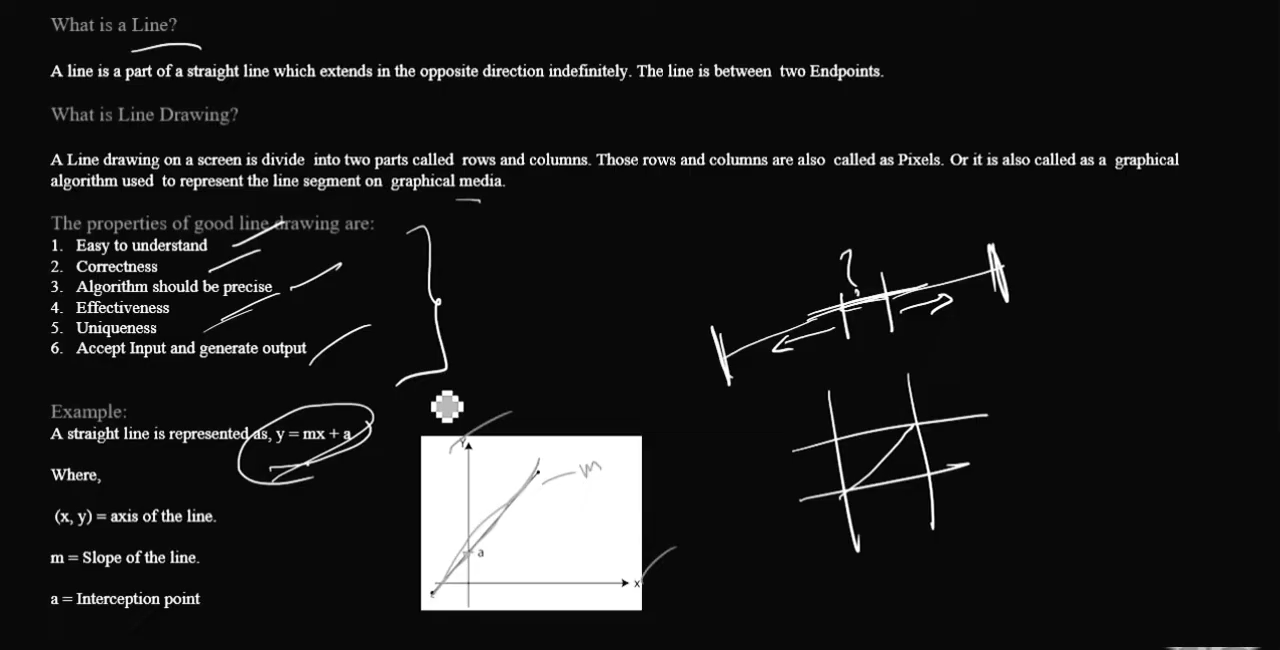 What is a Line?
A line is a part of a straight line which extends in the opposite direction indefinitely. The line is between two Endpoints.
What is Line Drawing?
A Line drawing on a screen is divide into two parts called rows and columns. Those rows and columns are also called as Pixels. Or it is also called as a graphical
algorithm used to represent the line segment on graphical media.
The properties of good line drawing are:
1. Easy to understand
2. Correctness
3. Algorithm should be precise
4. Effectiveness
5. Uniqueness
6. Accept Input and generate output
?
Example:
A straight line is represented as, y = mx + a
Where,
(x, y) = axis of the line.
m = Slope of the line.
a = Interception point
Y
m
a
x